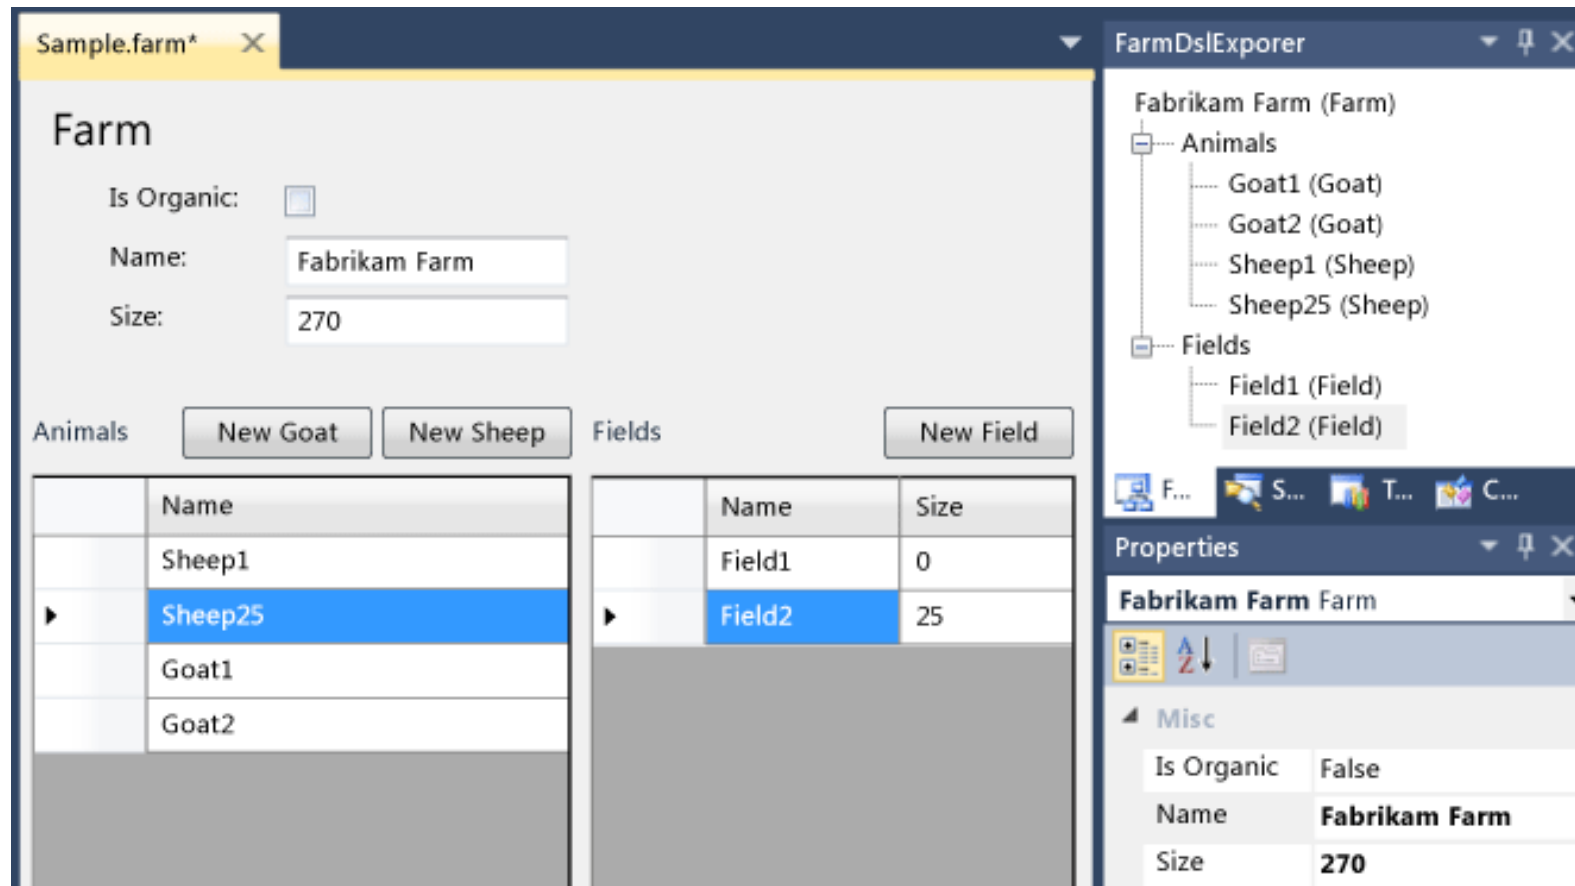 Sample.farm*
Farm
Is Organic:
Name: Fabrikam Farm
Size: 270
Animals New Goat New Sheep
Name
Sheep1
Sheep25
Goat1
Goat2
Fields New Field
Name Size
Field1 0
Field2 25
FarmDslExporer
Fabrikam Farm (Farm)
Animals
Goat1 (Goat)
Goat2 (Goat)
Sheep1 (Sheep)
Sheep25 (Sheep)
Fields
Field1 (Field)
Field2 (Field)
F... S... T... C...
Properties
Fabrikam Farm Farm
Misc
Is Organic False
Name Fabrikam Farm
Size 270